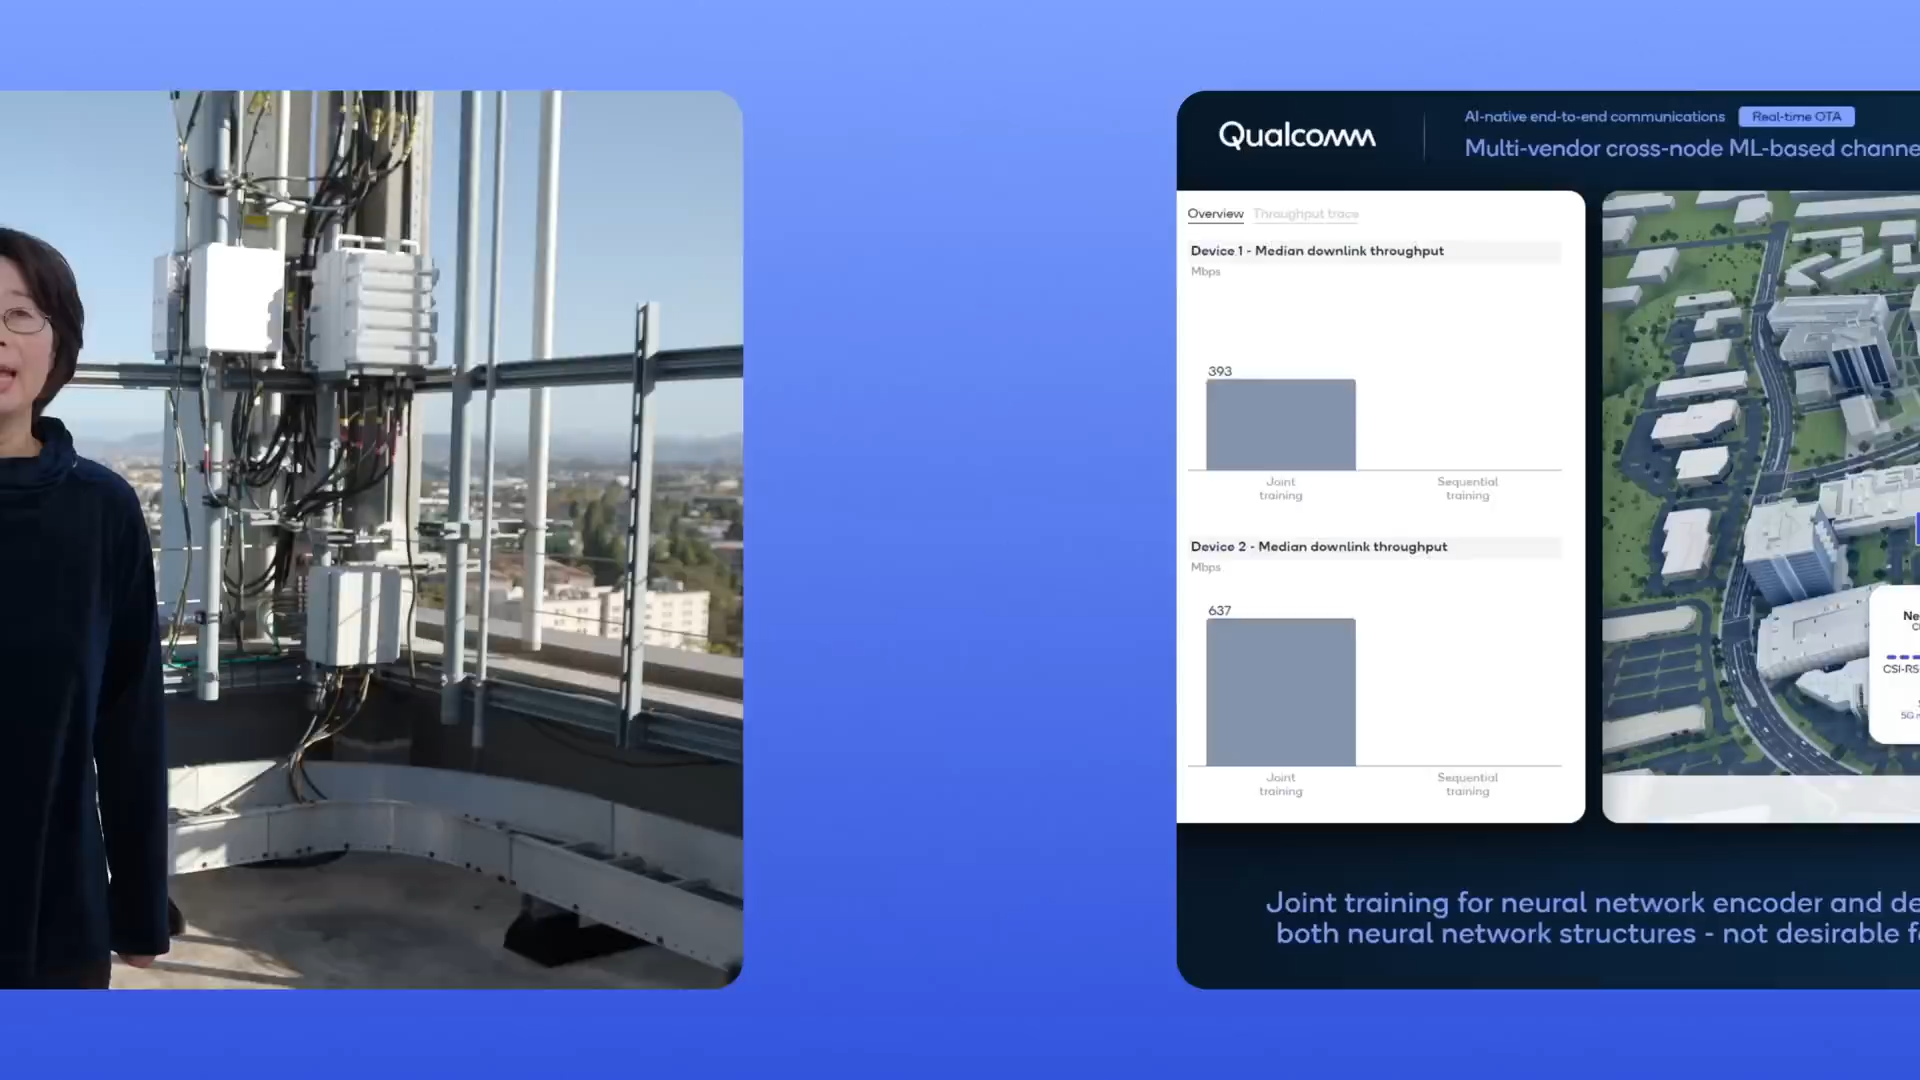 Qualcomm
AI-native end-to-end communications
Real-time OTA
Multi-vendor cross-node ML-based channe
Overview
Throughput trace
Device 1 - Median downlink throughput
Mbps
393
Joint
training
Sequential
training
Device 2 - Median downlink throughput
Mbps
637
Joint
training
Sequential
training
Ne
CSI-RS
5G
Joint training for neural network encoder and de
both neural network structures - not desirable f